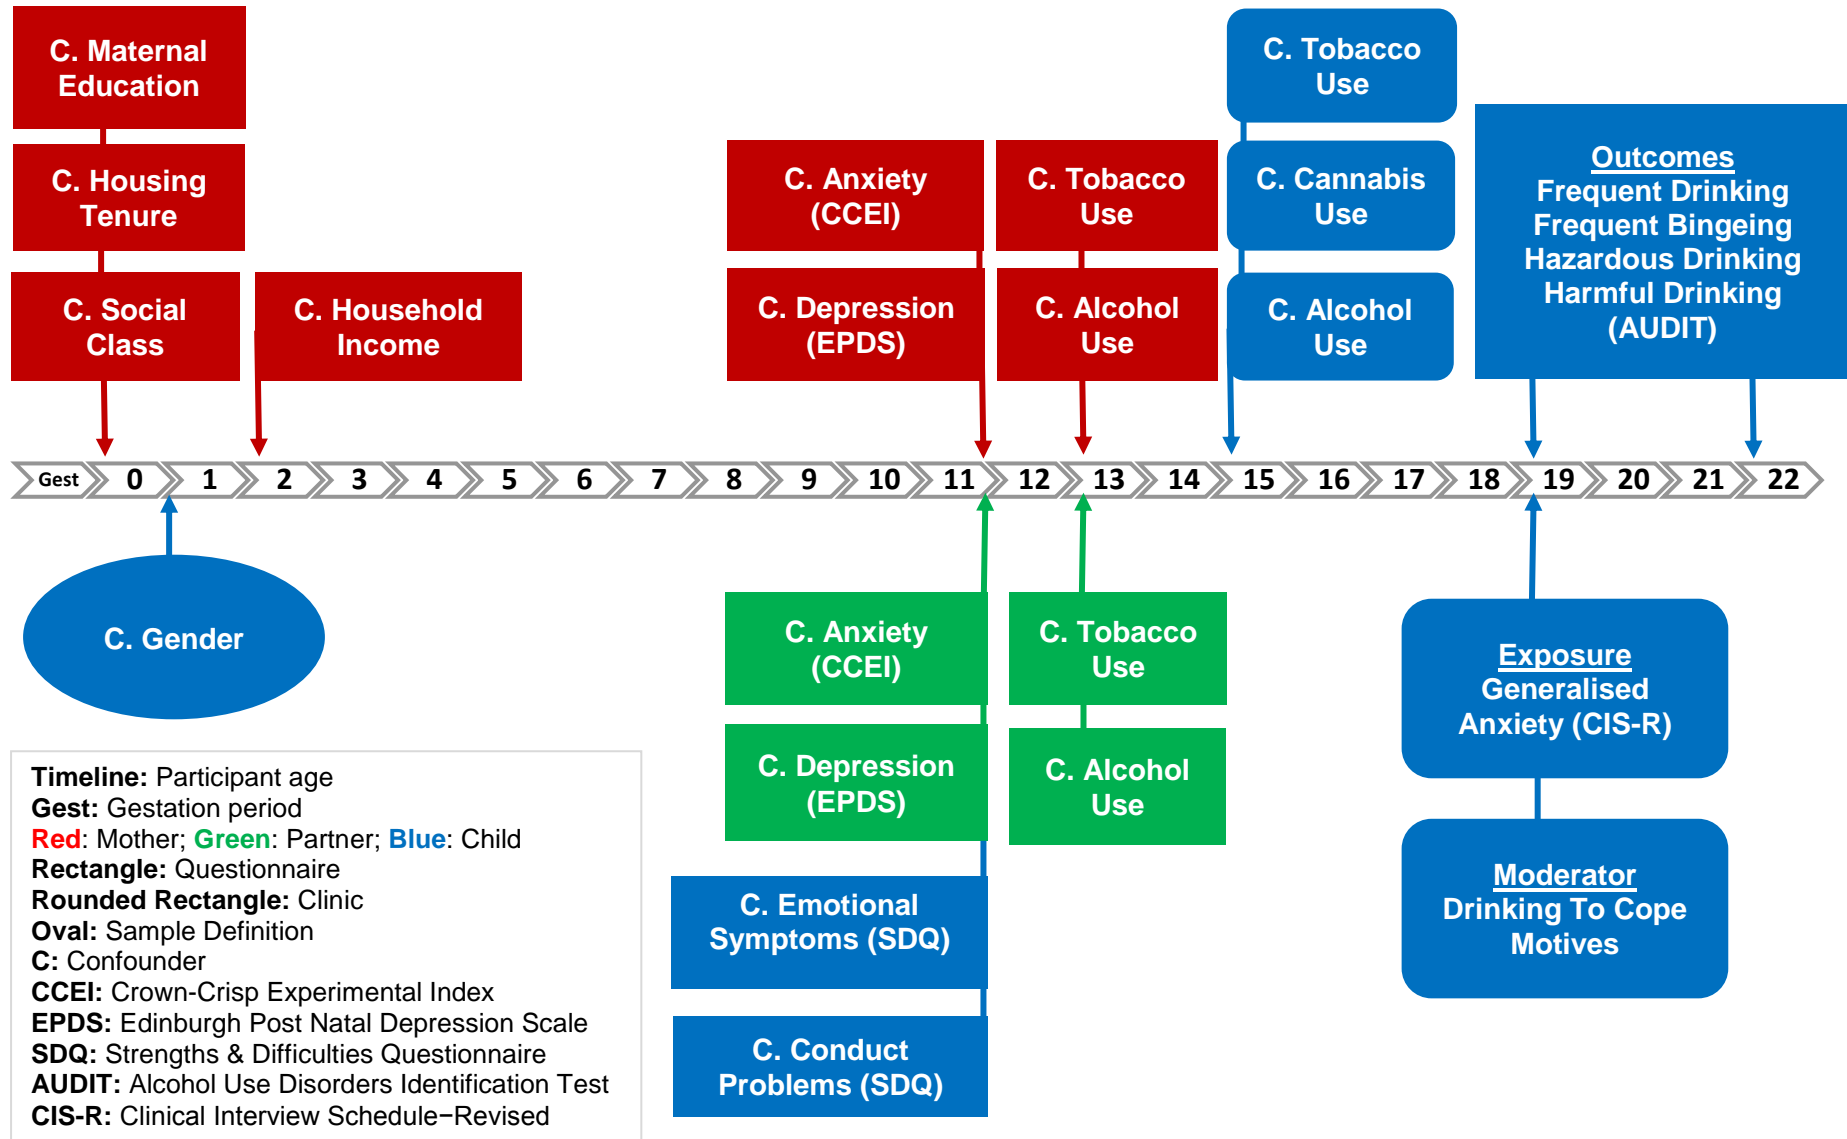 C. Maternal
Education
C. Housing
Tenure
C. Social
Class
C. Household
Income
C. Anxiety
(CCEI)
C. Depression
(EPDS)
C. Tobacco
Use
C. Alcohol
Use
C. Tobacco
Use
C. Cannabis
Use
C. Alcohol
Use
Outcomes
Frequent Drinking
Frequent Bingeing
Hazardous Drinking
Harmful Drinking
(AUDIT)
Gest 0 1 2 3 4 5 6 7 8 9 10 11 12 13 14 15 16 17 18 19 20 21 22
C. Gender
C. Anxiety
(CCEI)
C. Depression
(EPDS)
C. Emotional
Symptoms (SDQ)
C. Conduct
Problems (SDQ)
C. Tobacco
Use
C. Alcohol
Use
Exposure
Generalised
Anxiety (CIS-R)
Moderator
Drinking To Cope
Motives
Timeline: Participant age
Gest: Gestation period
Red: Mother; Green: Partner; Blue: Child
Rectangle: Questionnaire
Rounded Rectangle: Clinic
Oval: Sample Definition
C: Confounder
CCEI: Crown-Crisp Experimental Index
EPDS: Edinburgh Post Natal Depression Scale
SDQ: Strengths & Difficulties Questionnaire
AUDIT: Alcohol Use Disorders Identification Test
CIS-R: Clinical Interview Schedule−Revised